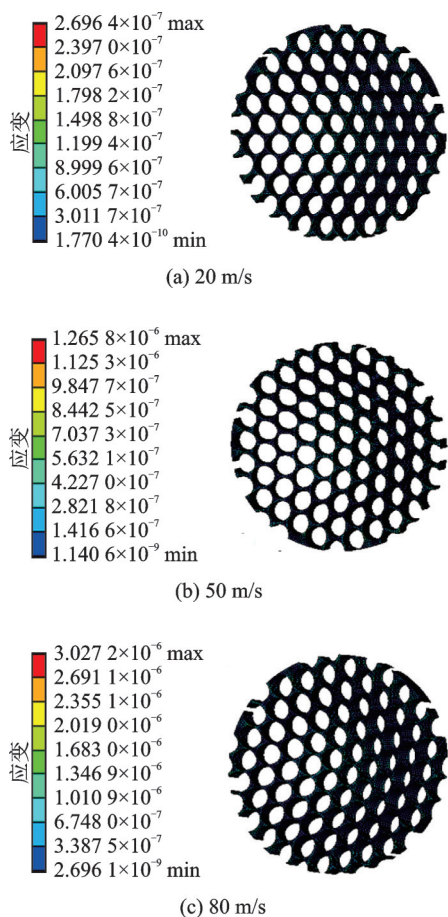 2.696 4×10⁻⁷ max
2.397 0×10⁻⁷
2.097 6×10⁻⁷
1.798 2×10⁻⁷
1.498 8×10⁻⁷
1.199 4×10⁻⁷
8.999 6×10⁻⁷
6.005 7×10⁻⁷
3.011 7×10⁻⁷
1.770 4×10⁻¹⁰ min
应变
(a) 20 m/s
1.265 8×10⁻⁶ max
1.125 3×10⁻⁶
9.847 7×10⁻⁷
8.442 5×10⁻⁷
7.037 3×10⁻⁷
5.632 1×10⁻⁷
4.227 0×10⁻⁷
2.821 8×10⁻⁷
1.416 6×10⁻⁷
1.140 6×10⁻⁹ min
应变
(b) 50 m/s
3.027 2×10⁻⁶ max
2.691 1×10⁻⁶
2.355 1×10⁻⁶
2.019 0×10⁻⁶
1.683 0×10⁻⁶
1.346 9×10⁻⁶
1.010 9×10⁻⁶
6.748 0×10⁻⁷
3.387 5×10⁻⁷
2.696 1×10⁻⁹ min
应变
(c) 80 m/s